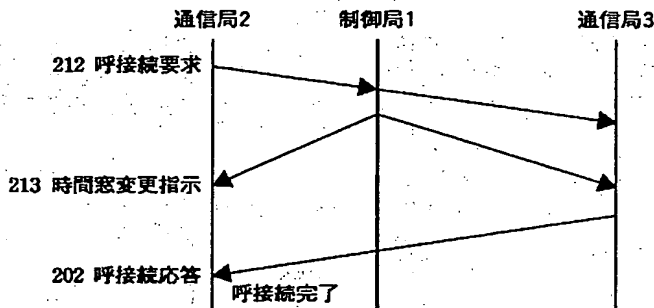 通信局2 制御局1 通信局3
212 呼接続要求
213 時間窓変更指示
202 呼接続応答
呼接続完了